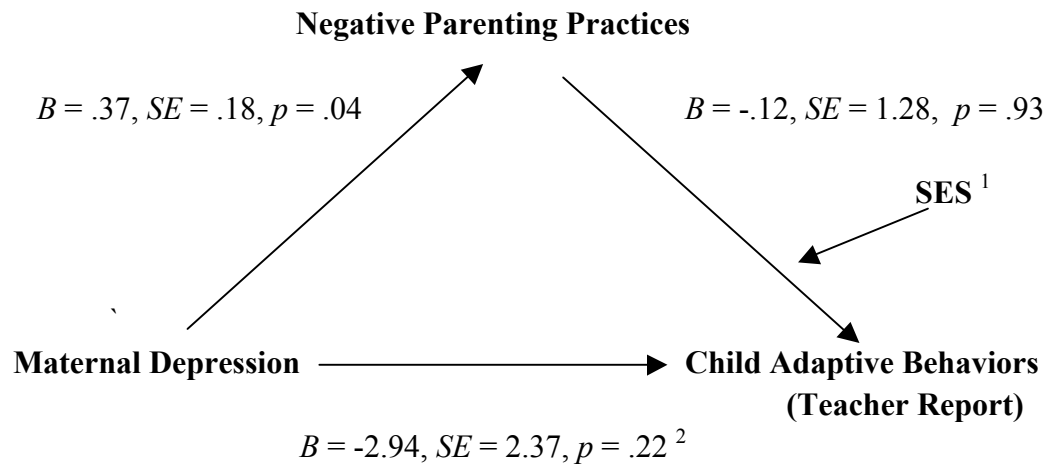 Negative Parenting Practices
B = .37, SE = .18, p = .04
B = -.12, SE = 1.28, p = .93
SES 1
`
Maternal Depression
Child Adaptive Behaviors
(Teacher Report)
B = -2.94, SE = 2.37, p = .22 2